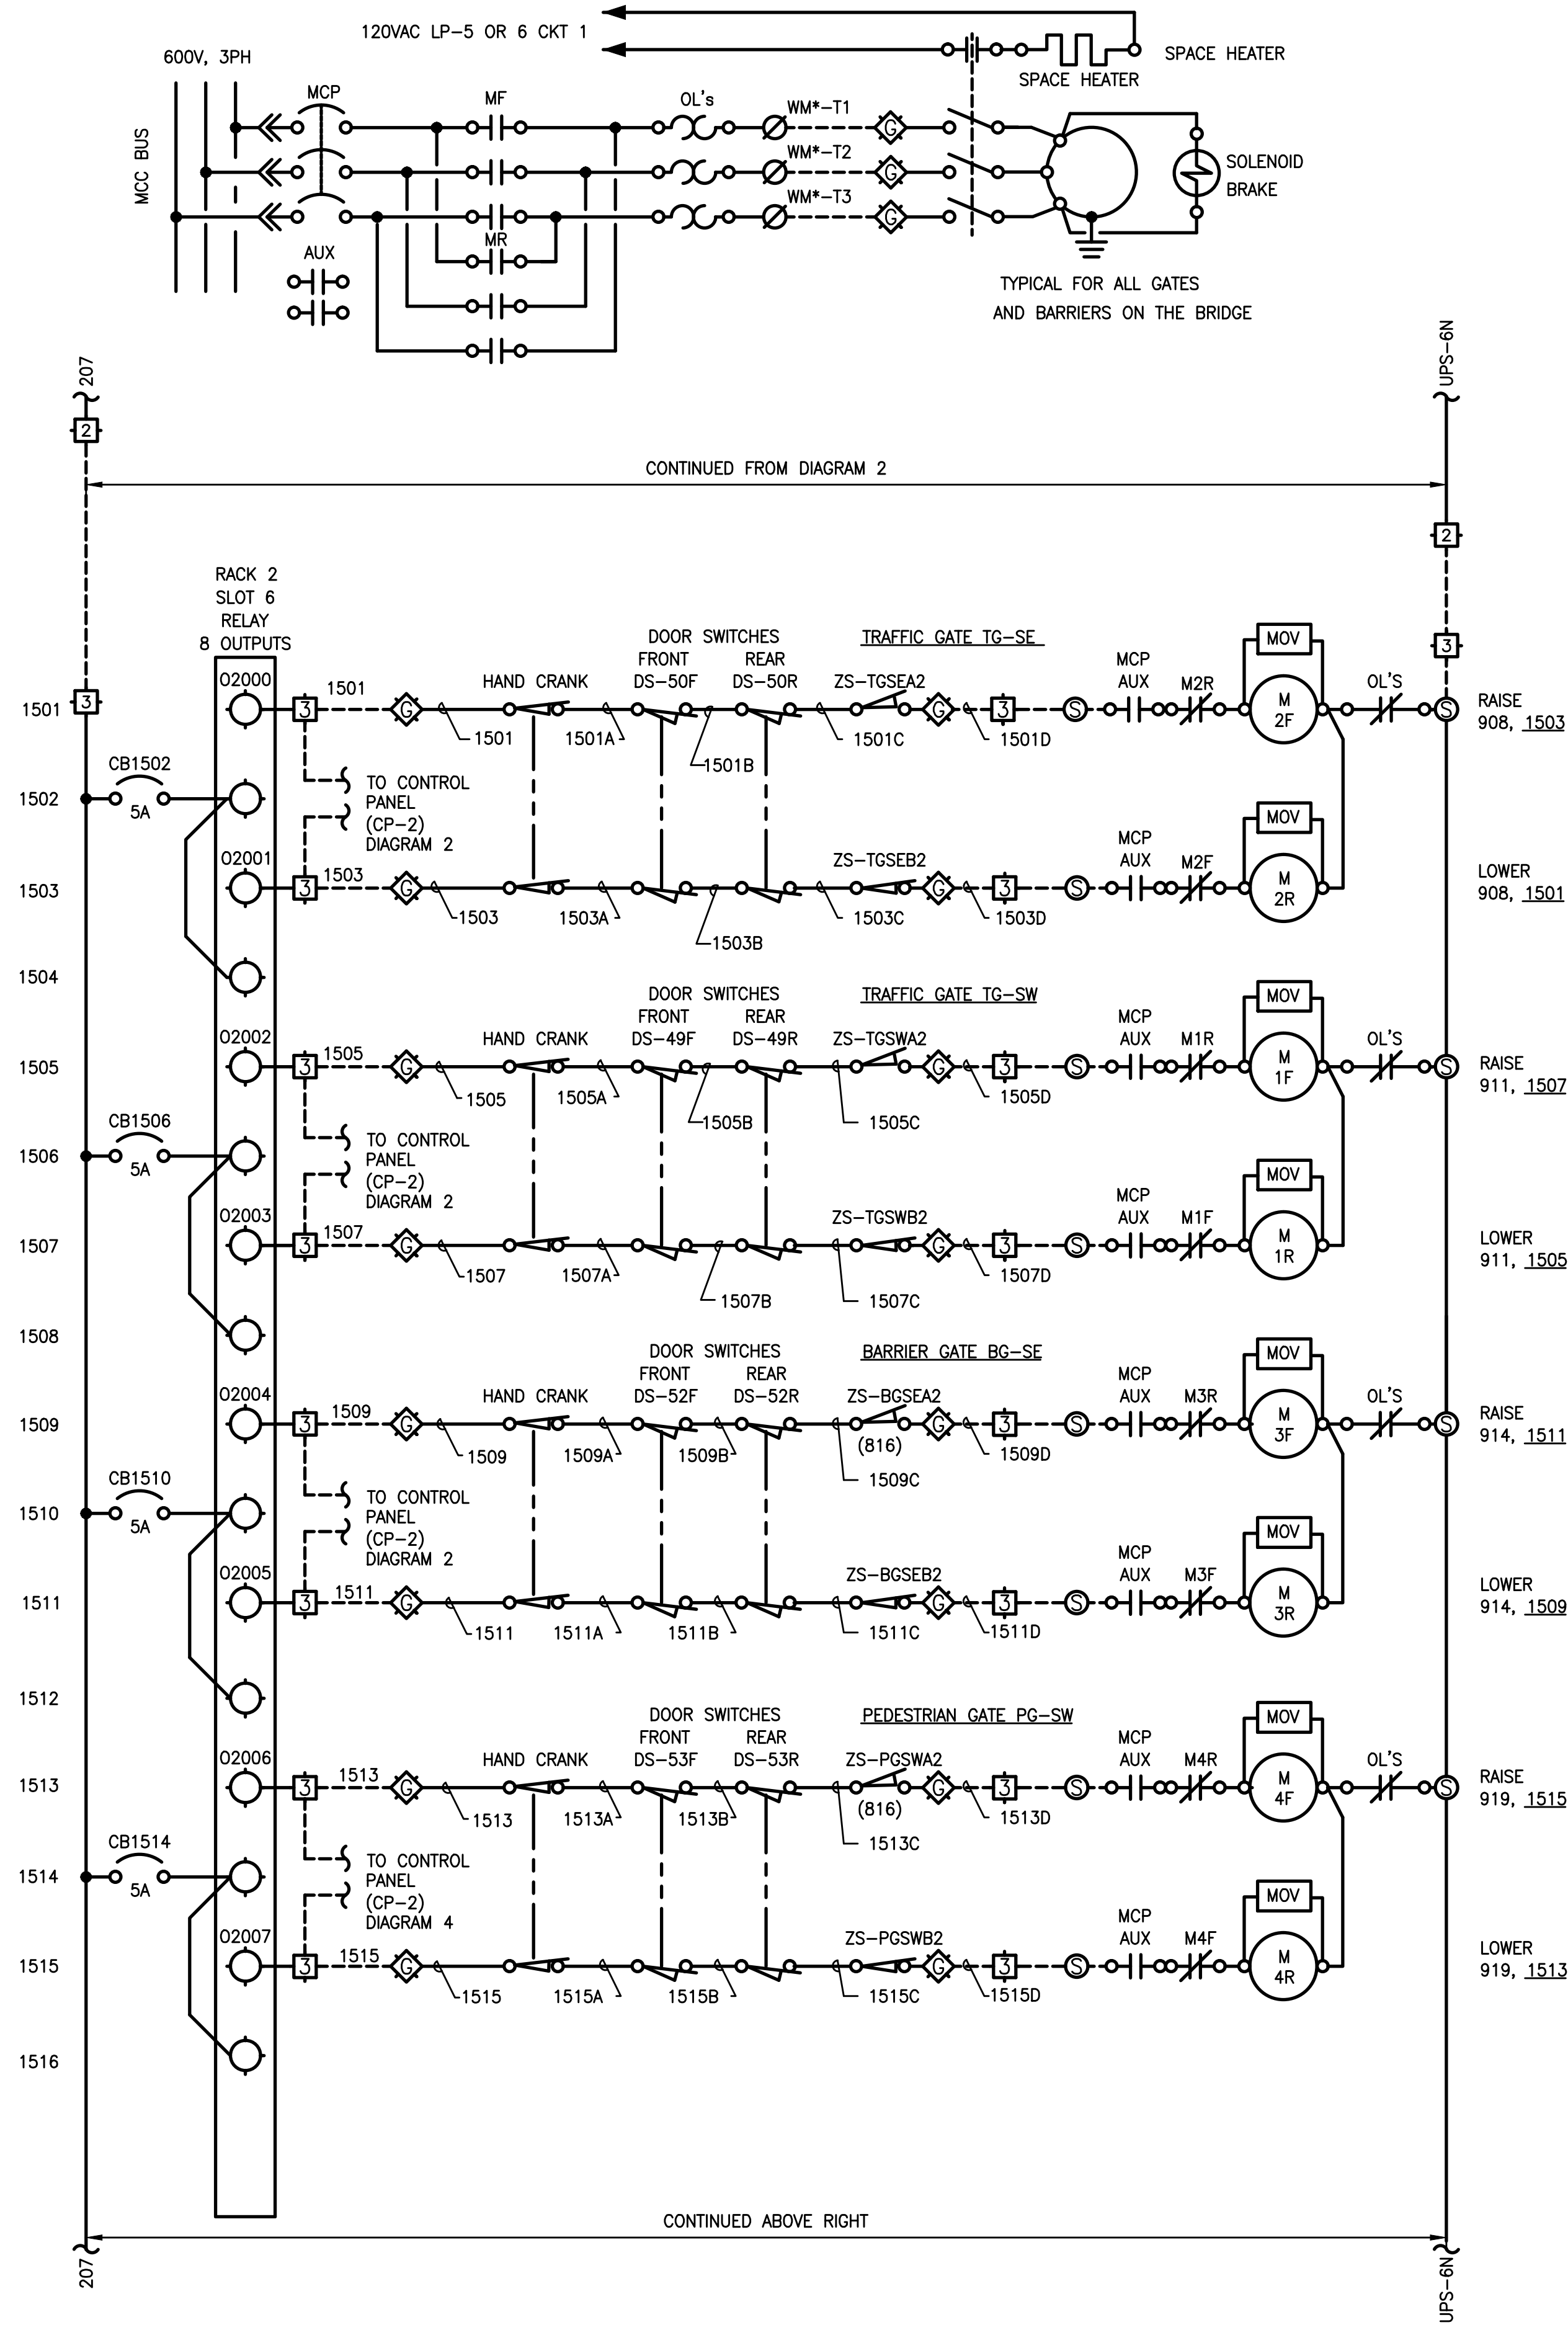 120VAC LP-5 OR 6 CKT 1
600V, 3PH
SPACE HEATER
SPACE HEATER
MCC BUS
MCP
MF
OL's
WM*-T1
G
WM*-T2
G
SOLENOID
BRAKE
WM*-T3
G
MR
AUX
TYPICAL FOR ALL GATES
AND BARRIERS ON THE BRIDGE
207
UPS-6N
2
CONTINUED FROM DIAGRAM 2
2
RACK 2
SLOT 6
RELAY
8 OUTPUTS
3
DOOR SWITCHES
TRAFFIC GATE TG-SE
FRONT
REAR
HAND CRANK
DS-50F
DS-50R
ZS-TGSEA2
MCP
AUX
M2R
MOV
OL'S
1501
3
O2000
3
1501
G
1501
1501A
1501B
1501C
G
1501D
3
S
M
2F
S
RAISE
908, 1503
CB1502
1502
5A
TO CONTROL
PANEL
(CP-2)
DIAGRAM 2
O2001
ZS-TGSEB2
MCP
AUX
M2F
MOV
1503
3
1503
G
1503
1503A
1503B
1503C
G
1503D
3
S
M
2R
LOWER
908, 1501
1504
DOOR SWITCHES
TRAFFIC GATE TG-SW
FRONT
REAR
HAND CRANK
DS-49F
DS-49R
ZS-TGSWA2
MCP
AUX
M1R
MOV
OL'S
1505
O2002
3
1505
G
1505
1505A
1505B
1505C
G
1505D
3
S
M
1F
S
RAISE
911, 1507
CB1506
1506
5A
TO CONTROL
PANEL
(CP-2)
DIAGRAM 2
O2003
ZS-TGSWB2
MCP
AUX
M1F
MOV
1507
3
1507
G
1507
1507A
1507B
1507C
G
1507D
3
S
M
1R
LOWER
911, 1505
1508
DOOR SWITCHES
BARRIER GATE BG-SE
FRONT
REAR
HAND CRANK
DS-52F
DS-52R
ZS-BGSEA2
(816)
MCP
AUX
M3R
MOV
OL'S
1509
O2004
3
1509
G
1509
1509A
1509B
1509C
G
1509D
3
S
M
3F
S
RAISE
914, 1511
CB1510
1510
5A
TO CONTROL
PANEL
(CP-2)
DIAGRAM 2
O2005
ZS-BGSEB2
MCP
AUX
M3F
MOV
1511
3
1511
G
1511
1511A
1511B
1511C
G
1511D
3
S
M
3R
LOWER
914, 1509
1512
DOOR SWITCHES
PEDESTRIAN GATE PG-SW
FRONT
REAR
HAND CRANK
DS-53F
DS-53R
ZS-PGSWA2
(816)
MCP
AUX
M4R
MOV
OL'S
1513
O2006
3
1513
G
1513
1513A
1513B
1513C
G
1513D
3
S
M
4F
S
RAISE
919, 1515
CB1514
1514
5A
TO CONTROL
PANEL
(CP-2)
DIAGRAM 4
O2007
ZS-PGSWB2
MCP
AUX
M4F
MOV
1515
3
1515
G
1515
1515A
1515B
1515C
G
1515D
3
S
M
4R
LOWER
919, 1513
1516
CONTINUED ABOVE RIGHT
207
UPS-6N